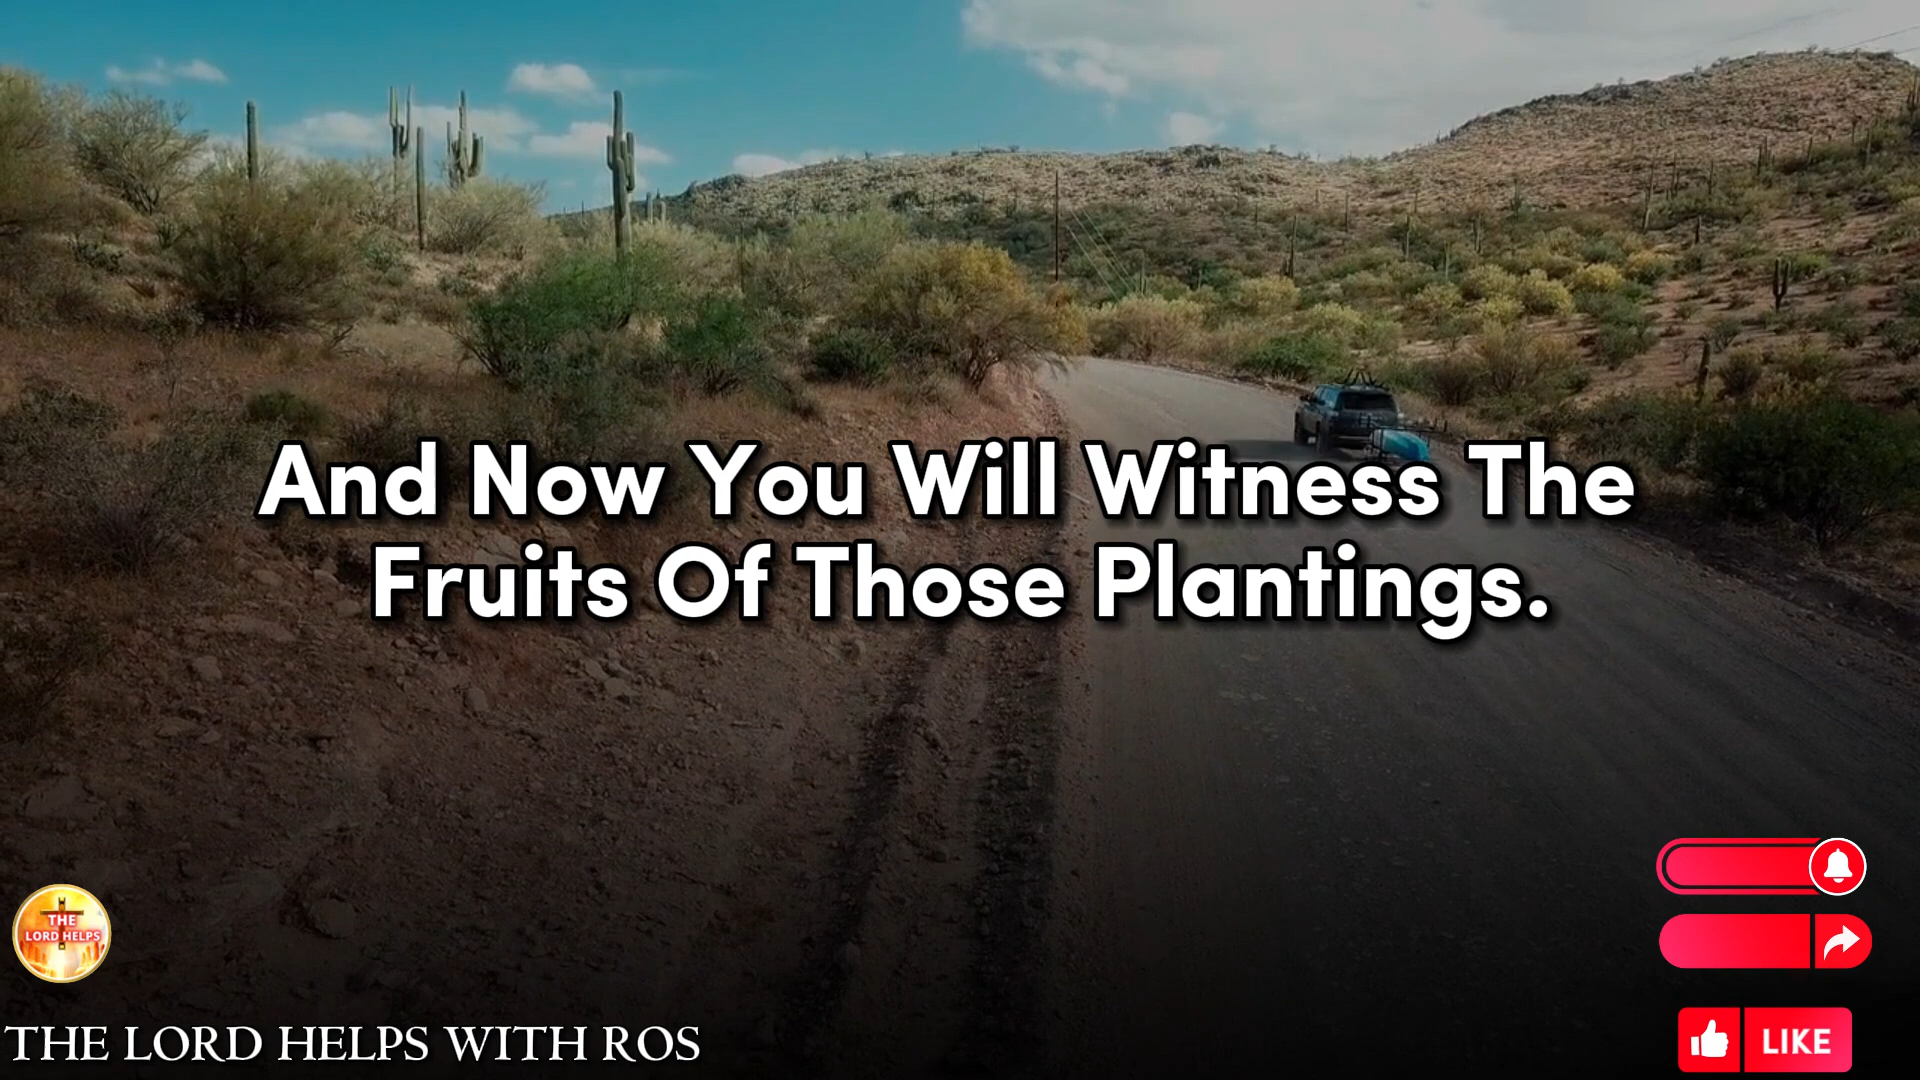 And Now You Will Witness The
Fruits Of Those Plantings.
THE
LORD HELPS
THE LORD HELPS WITH ROS
LIKE